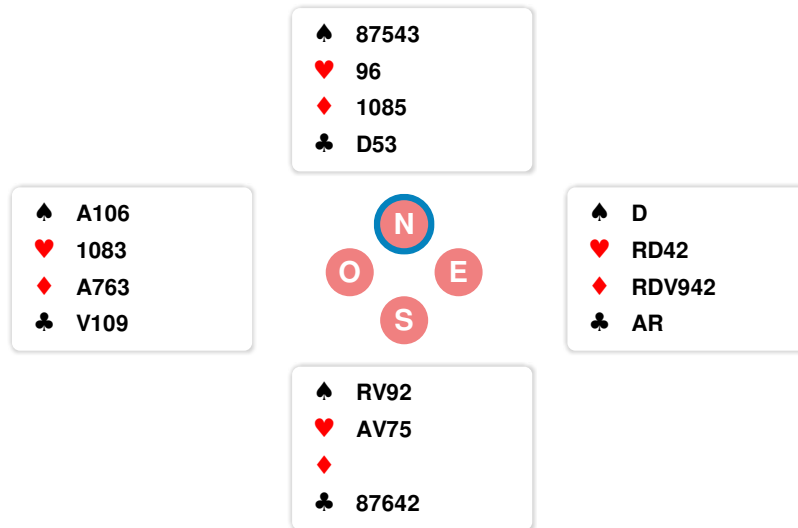 ♠ 87543
♥ 96
♦ 1085
♣ D53
♠ A106
♥ 1083
♦ A763
♣ V109
N
O E
S
♠ D
♥ RD42
♦ RDV942
♣ AR
♠ RV92
♥ AV75
♦
♣ 87642